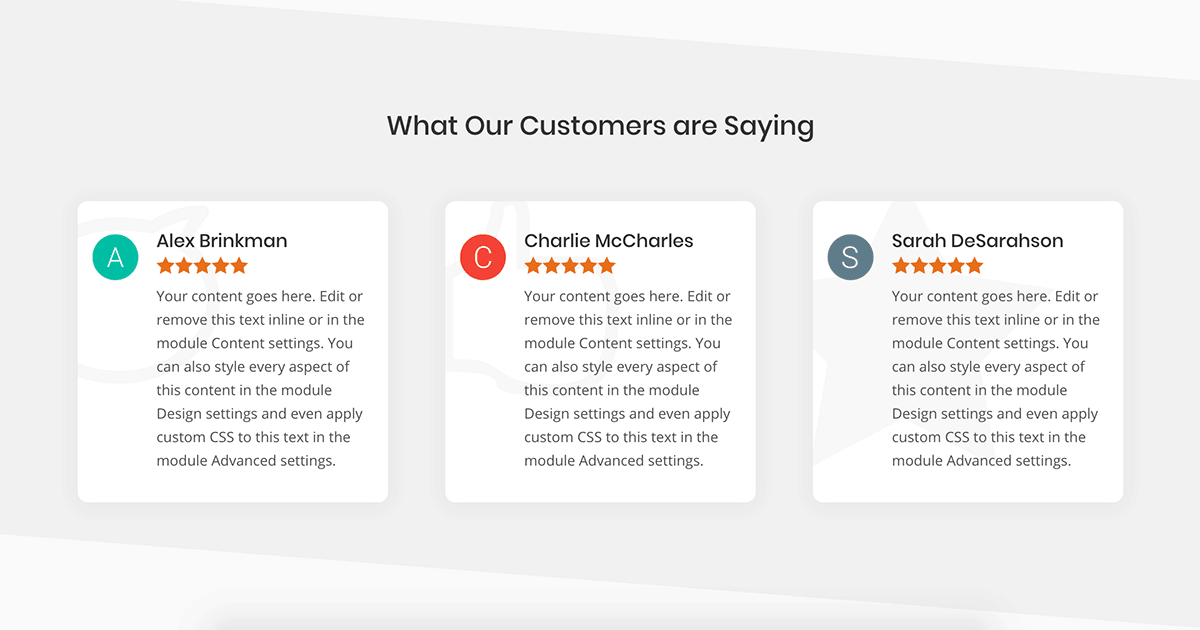 What Our Customers are Saying
A
Alex Brinkman
Your content goes here. Edit or
remove this text inline or in the
module Content settings. You
can also style every aspect of
this content in the module
Design settings and even apply
custom CSS to this text in the
module Advanced settings.
C
Charlie McCharles
Your content goes here. Edit or
remove this text inline or in the
module Content settings. You
can also style every aspect of
this content in the module
Design settings and even apply
custom CSS to this text in the
module Advanced settings.
S
Sarah DeSarahson
Your content goes here. Edit or
remove this text inline or in the
module Content settings. You
can also style every aspect of
this content in the module
Design settings and even apply
custom CSS to this text in the
module Advanced settings.